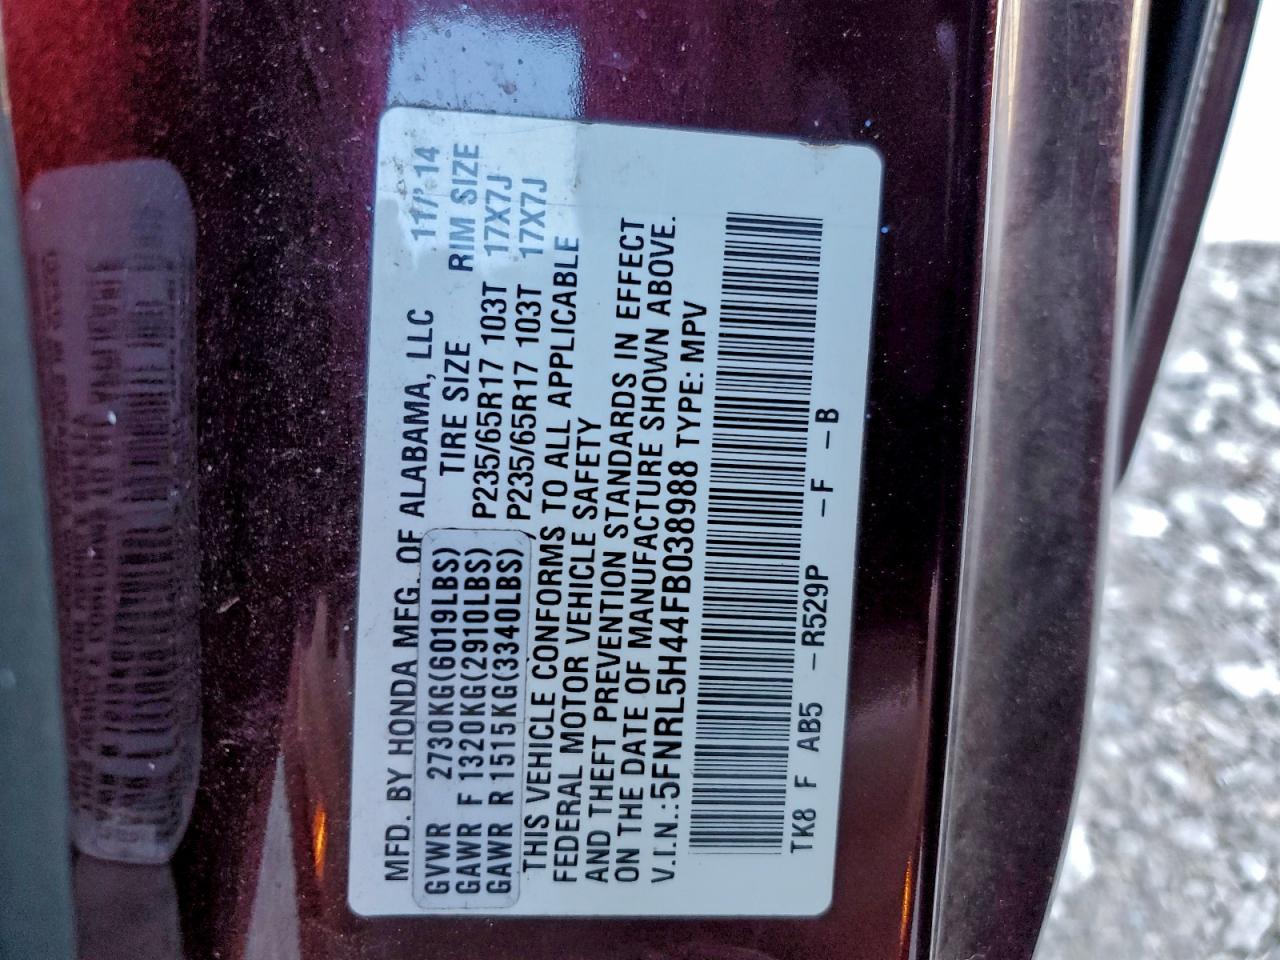 MFD. BY HONDA MFG. OF ALABAMA, LLC 11/'14
TIRE SIZE RIM SIZE
GVWR 2730KG(6019LBS)
GAWR F 1320KG(2910LBS) P235/65R17 103T 17X7J
GAWR R 1515KG(3340LBS) P235/65R17 103T 17X7J
THIS VEHICLE CONFORMS TO ALL APPLICABLE
FEDERAL MOTOR VEHICLE SAFETY
AND THEFT PREVENTION STANDARDS IN EFFECT
ON THE DATE OF MANUFACTURE SHOWN ABOVE.
V.I.N.:5FNRL5H44FB038988 TYPE: MPV
TK8 F AB5 -R529P -F -B